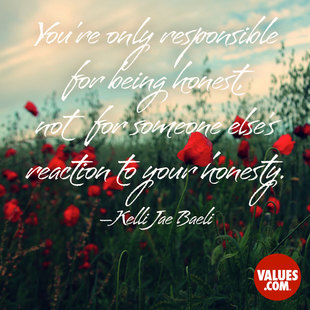 You're only responsible
for being honest,
not for someone else's
reaction to your honesty.
—Kelli Jae Baeli
VALUES
.COM